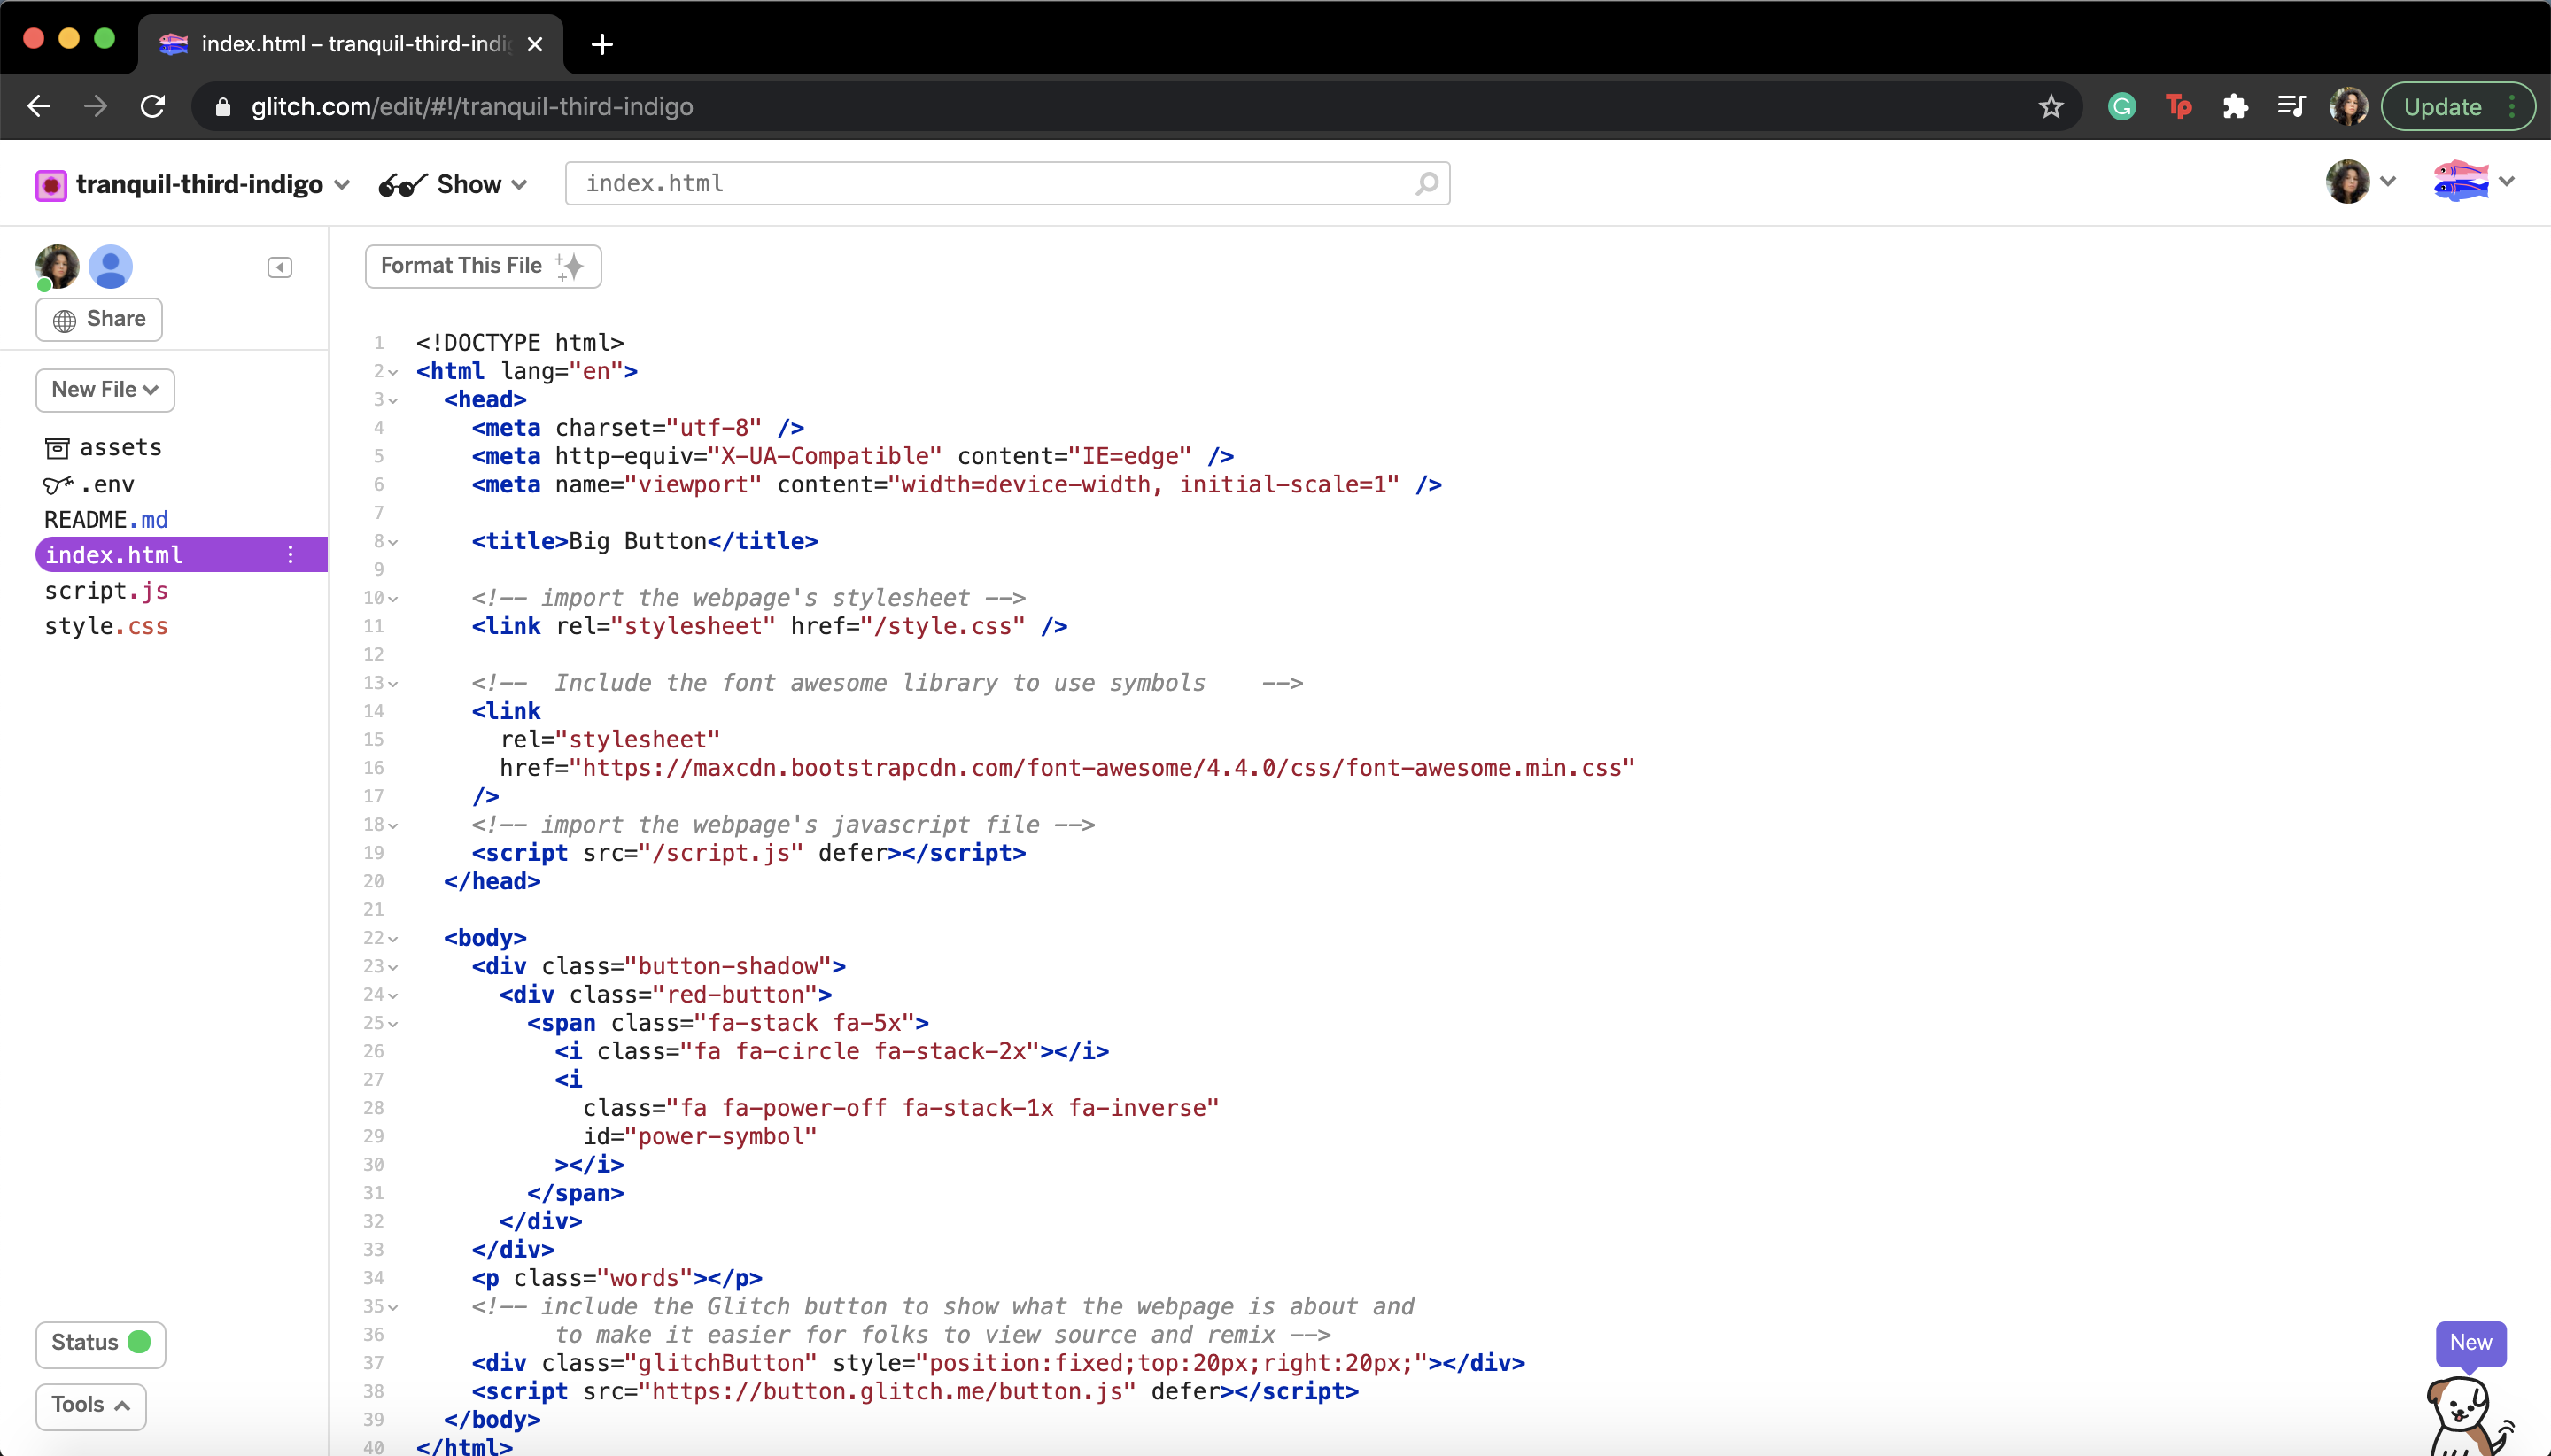 index.html – tranquil-third-indi
glitch.com/edit/#!/tranquil-third-indigo
Tp
Update
tranquil-third-indigo
Show
index.html
Share
New File
assets
.env
README.md
index.html
script.js
style.css
Status
Tools
Format This File
1 <!DOCTYPE html>
2 <html lang="en">
3   <head>
4     <meta charset="utf-8" />
5     <meta http-equiv="X-UA-Compatible" content="IE=edge" />
6     <meta name="viewport" content="width=device-width, initial-scale=1" />
7
8     <title>Big Button</title>
9
10     <!-- import the webpage's stylesheet -->
11     <link rel="stylesheet" href="/style.css" />
12
13     <!--  Include the font awesome library to use symbols    -->
14     <link
15       rel="stylesheet"
16       href="https://maxcdn.bootstrapcdn.com/font-awesome/4.4.0/css/font-awesome.min.css"
17     />
18     <!-- import the webpage's javascript file -->
19     <script src="/script.js" defer></script>
20   </head>
21
22   <body>
23     <div class="button-shadow">
24       <div class="red-button">
25         <span class="fa-stack fa-5x">
26           <i class="fa fa-circle fa-stack-2x"></i>
27           <i
28             class="fa fa-power-off fa-stack-1x fa-inverse"
29             id="power-symbol"
30           ></i>
31         </span>
32       </div>
33     </div>
34     <p class="words"></p>
35     <!-- include the Glitch button to show what the webpage is about and
36           to make it easier for folks to view source and remix -->
37     <div class="glitchButton" style="position:fixed;top:20px;right:20px;"></div>
38     <script src="https://button.glitch.me/button.js" defer></script>
39   </body>
40 </html>
New